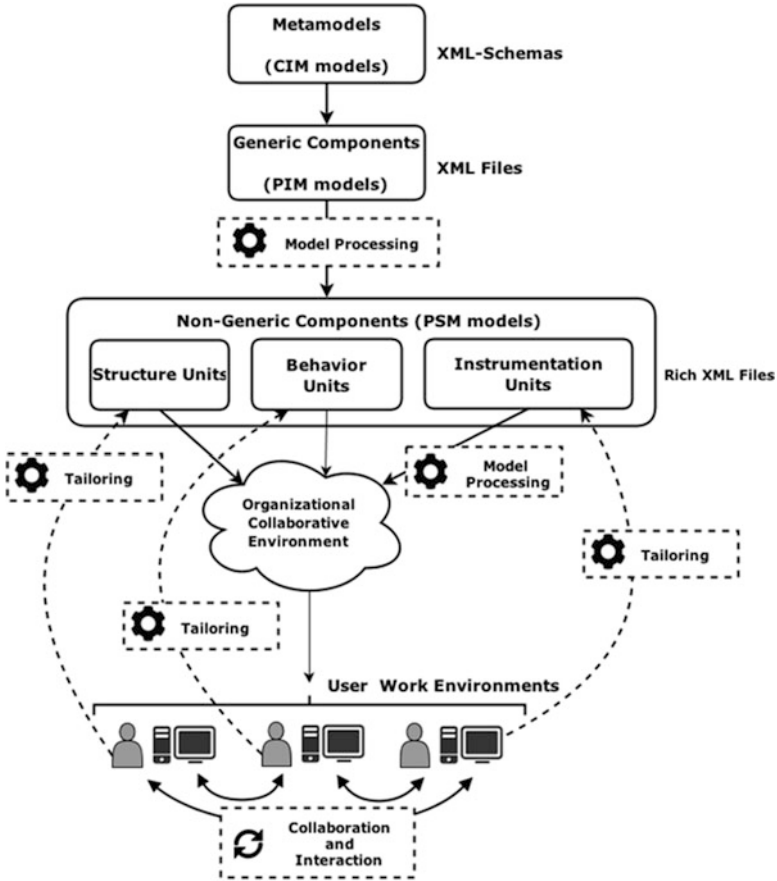 Metamodels
(CIM models)
XML-Schemas
Generic Components
(PIM models)
XML Files
Model Processing
Non-Generic Components (PSM models)
Structure Units
Behavior
Units
Instrumentation
Units
Rich XML Files
Tailoring
Model
Processing
Organizational
Collaborative
Environment
Tailoring
Tailoring
User Work Environments
Collaboration
and
Interaction